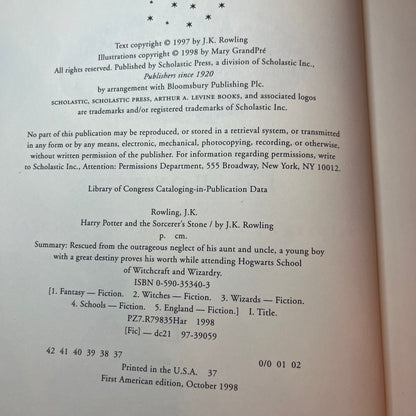 Text copyright © 1997 by J.K. Rowling
Illustrations copyright © 1998 by Mary GrandPré
All rights reserved. Published by Scholastic Press, a division of Scholastic Inc.,
Publishers since 1920
by arrangement with Bloomsbury Publishing Plc.
SCHOLASTIC, SCHOLASTIC PRESS, ARTHUR A. LEVINE BOOKS, and associated logos
are trademarks and/or registered trademarks of Scholastic Inc.
No part of this publication may be reproduced, or stored in a retrieval system, or transmitted
in any form or by any means, electronic, mechanical, photocopying, recording, or otherwise,
without written permission of the publisher. For information regarding permissions, write
to Scholastic Inc., Attention: Permissions Department, 555 Broadway, New York, NY 10012.
Library of Congress Cataloging-in-Publication Data
Rowling, J.K.
Harry Potter and the Sorcerer's Stone / by J.K. Rowling
p. cm.
Summary: Rescued from the outrageous neglect of his aunt and uncle, a young boy
with a great destiny proves his worth while attending Hogwarts School
of Witchcraft and Wizardry.
ISBN 0-590-35340-3
[1. Fantasy — Fiction. 2. Witches — Fiction. 3. Wizards — Fiction.
4. Schools — Fiction. 5. England — Fiction.] I. Title.
PZ7.R79835Har 1998
[Fic] — dc21 97-39059
42 41 40 39 38 37 0/0 01 02
Printed in the U.S.A. 37
First American edition, October 1998